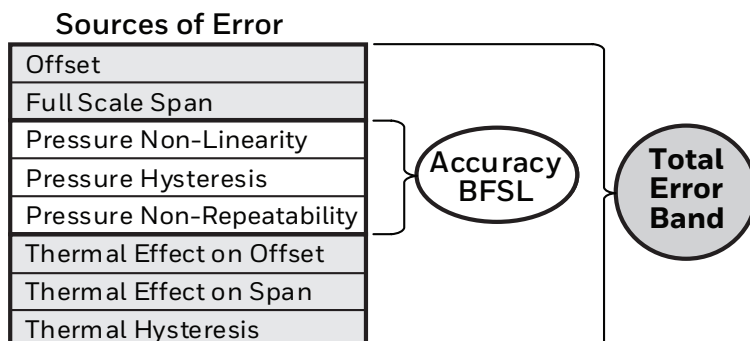 Sources of Error
Offset
Full Scale Span
Pressure Non-Linearity
Pressure Hysteresis
Pressure Non-Repeatability
Thermal Effect on Offset
Thermal Effect on Span
Thermal Hysteresis
Accuracy
BFSL
Total
Error
Band